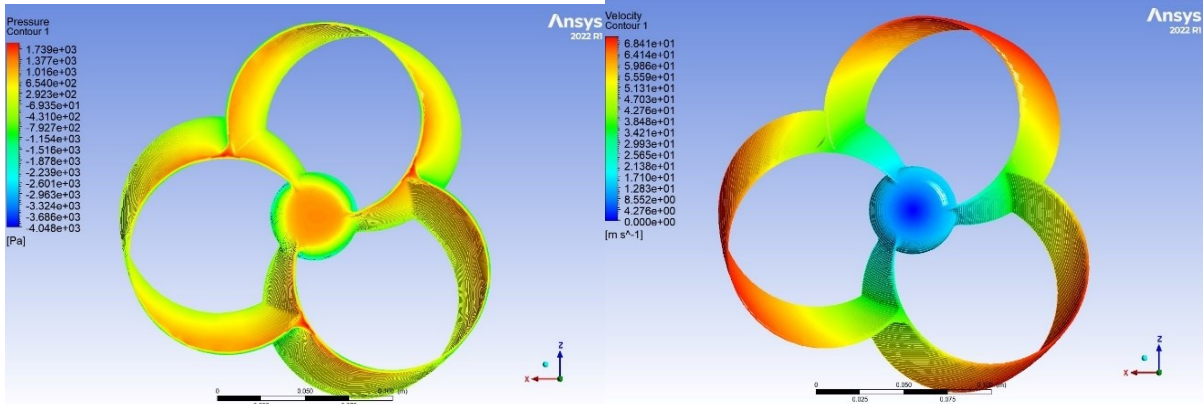 Pressure
Contour 1
1.739e+03
1.377e+03
1.016e+03
6.540e+02
2.923e+02
-6.935e+01
-4.310e+02
-7.927e+02
-1.154e+03
-1.516e+03
-1.878e+03
-2.239e+03
-2.601e+03
-2.963e+03
-3.324e+03
-3.686e+03
-4.048e+03
[Pa]
Ansys
2022 R1
Z
X
0 0.050 0.100 (m)
Velocity
Contour 1
6.841e+01
6.414e+01
5.986e+01
5.559e+01
5.131e+01
4.703e+01
4.276e+01
3.848e+01
3.421e+01
2.993e+01
2.565e+01
2.138e+01
1.710e+01
1.283e+01
8.552e+00
4.276e+00
0.000e+00
[m s^-1]
Ansys
2022 R1
Z
X
0 0.050 0.100 (m)
0.025 0.075